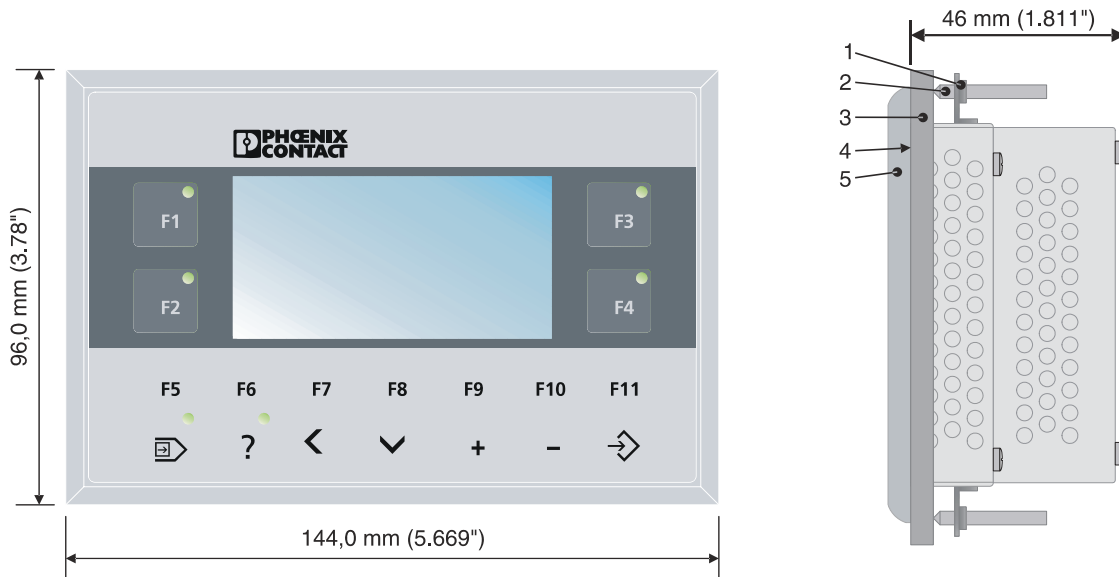 46 mm (1.811")
1
2
3
4
5
PHŒNIX
CONTACT
F1
F3
F2
F4
96,0 mm (3.78")
F5 F6 F7 F8 F9 F10 F11
? + −
144,0 mm (5.669")